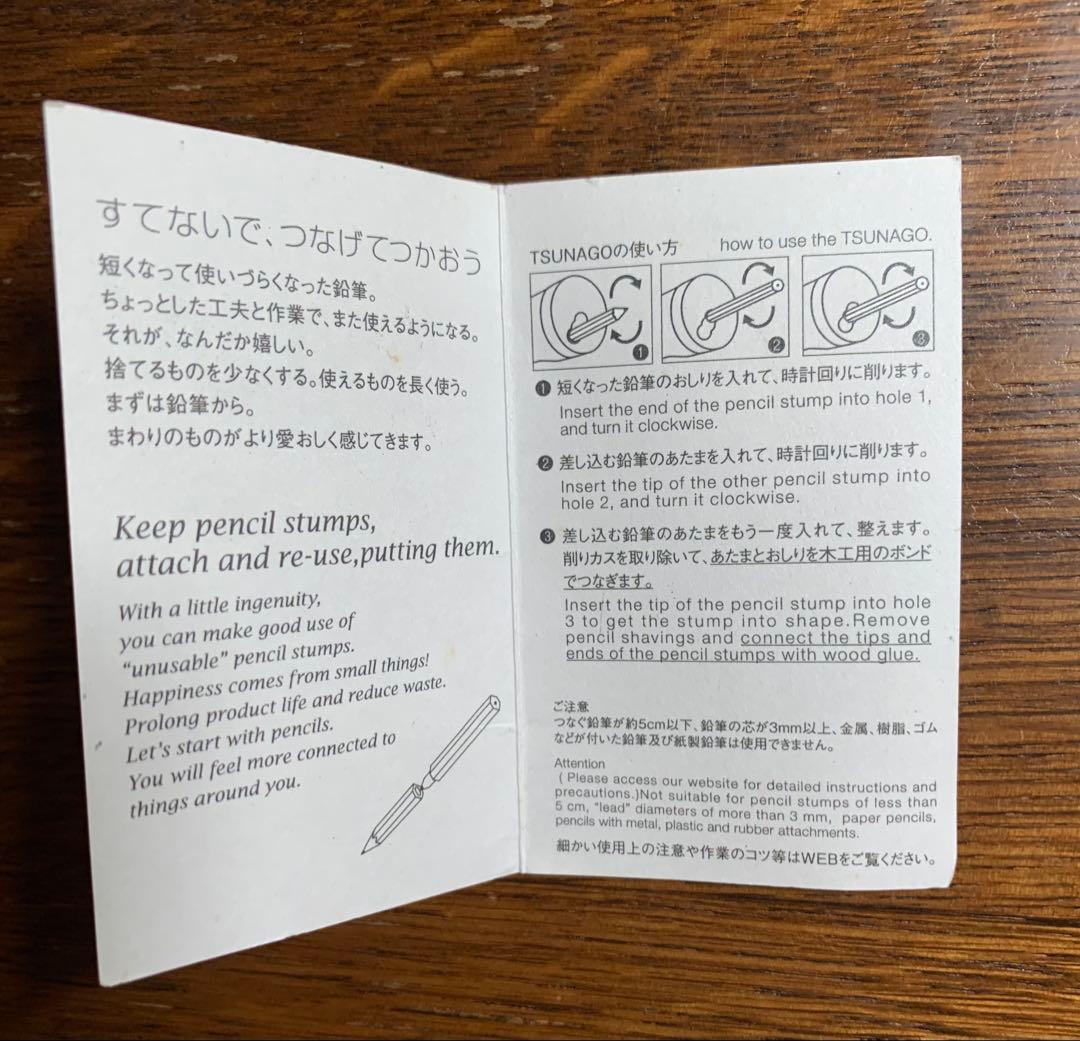 すてないで、つなげてつかおう
短くなって使いづらくなった鉛筆。
ちょっとした工夫と作業で、また使えるようになる。
それが、なんだか嬉しい。
捨てるものを少なくする。使えるものを長く使う。
まずは鉛筆から。
まわりのものがより愛おしく感じてきます。
Keep pencil stumps,
attach and re-use,putting them.
With a little ingenuity,
you can make good use of
“unusable” pencil stumps.
Happiness comes from small things!
Prolong product life and reduce waste.
Let's start with pencils.
You will feel more connected to
things around you.
TSUNAGOの使い方 how to use the TSUNAGO.
❶ ❷ ❸
❶ 短くなった鉛筆のおしりを入れて、時計回りに削ります。
Insert the end of the pencil stump into hole 1,
and turn it clockwise.
❷ 差し込む鉛筆のあたまを入れて、時計回りに削ります。
Insert the tip of the other pencil stump into
hole 2, and turn it clockwise.
❸ 差し込む鉛筆のあたまをもう一度入れて、整えます。
削りカスを取り除いて、あたまとおしりを木工用のボンド
でつなぎます。
Insert the tip of the pencil stump into hole
3 to get the stump into shape.Remove
pencil shavings and connect the tips and
ends of the pencil stumps with wood glue.
ご注意
つなぐ鉛筆が約5cm以下、鉛筆の芯が3mm以上、金属、樹脂、ゴム
などが付いた鉛筆及び紙製鉛筆は使用できません。
Attention
( Please access our website for detailed instructions and
precautions.)Not suitable for pencil stumps of less than
5 cm, “lead” diameters of more than 3 mm, paper pencils,
pencils with metal, plastic and rubber attachments.
細かい使用上の注意や作業のコツ等はWEBをご覧ください。